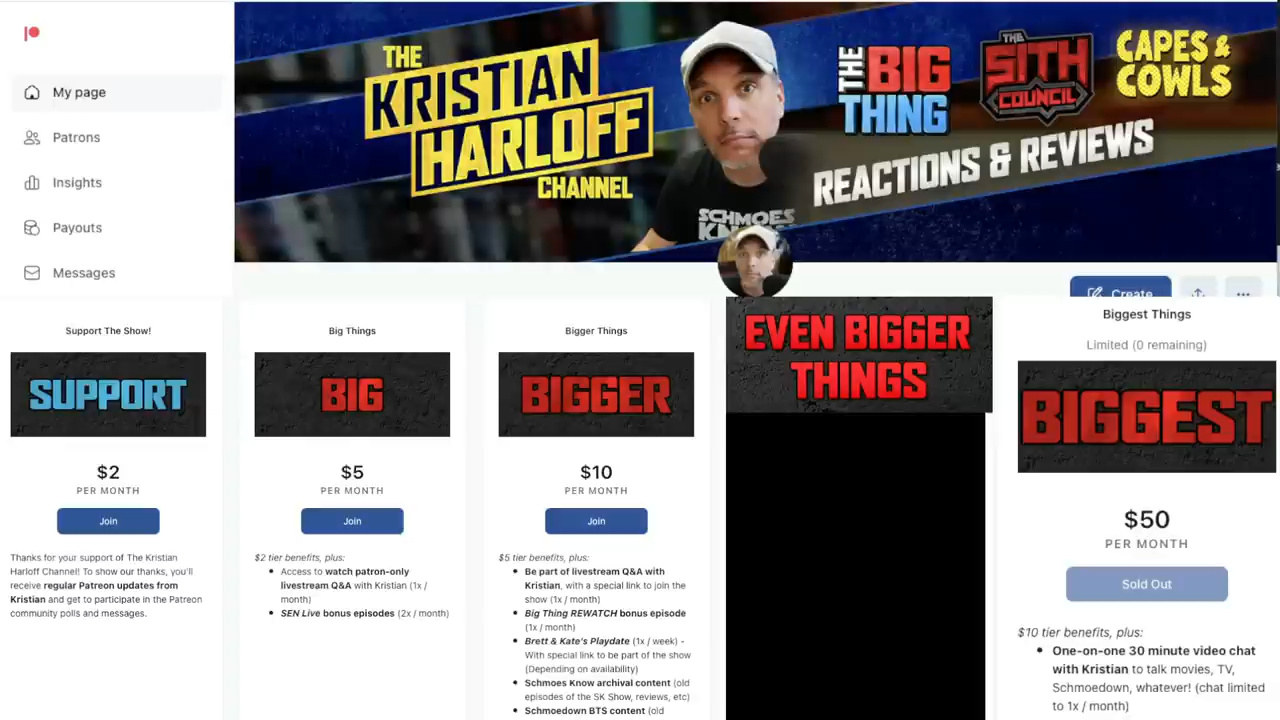 THE
KRISTIAN
HARLOFF
CHANNEL
THE
BIG
THING
THE
SITH
COUNCIL
CAPES &
COWLS
REACTIONS & REVIEWS
SCHMOES
My page
Patrons
Insights
Payouts
Messages
Create
Support The Show!
SUPPORT
$2
PER MONTH
Join
Thanks for your support of The Kristian
Harloff Channel! To show our thanks, you'll
receive regular Patreon updates from
Kristian and get to participate in the Patreon
community polls and messages.
Big Things
BIG
$5
PER MONTH
Join
$2 tier benefits, plus:
• Access to watch patron-only
livestream Q&A with Kristian (1x /
month)
• SEN Live bonus episodes (2x / month)
Bigger Things
BIGGER
$10
PER MONTH
Join
$5 tier benefits, plus:
• Be part of livestream Q&A with
Kristian, with a special link to join the
show (1x / month)
• Big Thing REWATCH bonus episode
(1x / month)
• Brett & Kate's Playdate (1x / week) -
With special link to be part of the show
(Depending on availability)
• Schmoes Know archival content (old
episodes of the SK Show, reviews, etc)
• Schmoedown BTS content (old
EVEN BIGGER
THINGS
Biggest Things
Limited (0 remaining)
BIGGEST
$50
PER MONTH
Sold Out
$10 tier benefits, plus:
• One-on-one 30 minute video chat
with Kristian to talk movies, TV,
Schmoedown, whatever! (chat limited
to 1x / month)